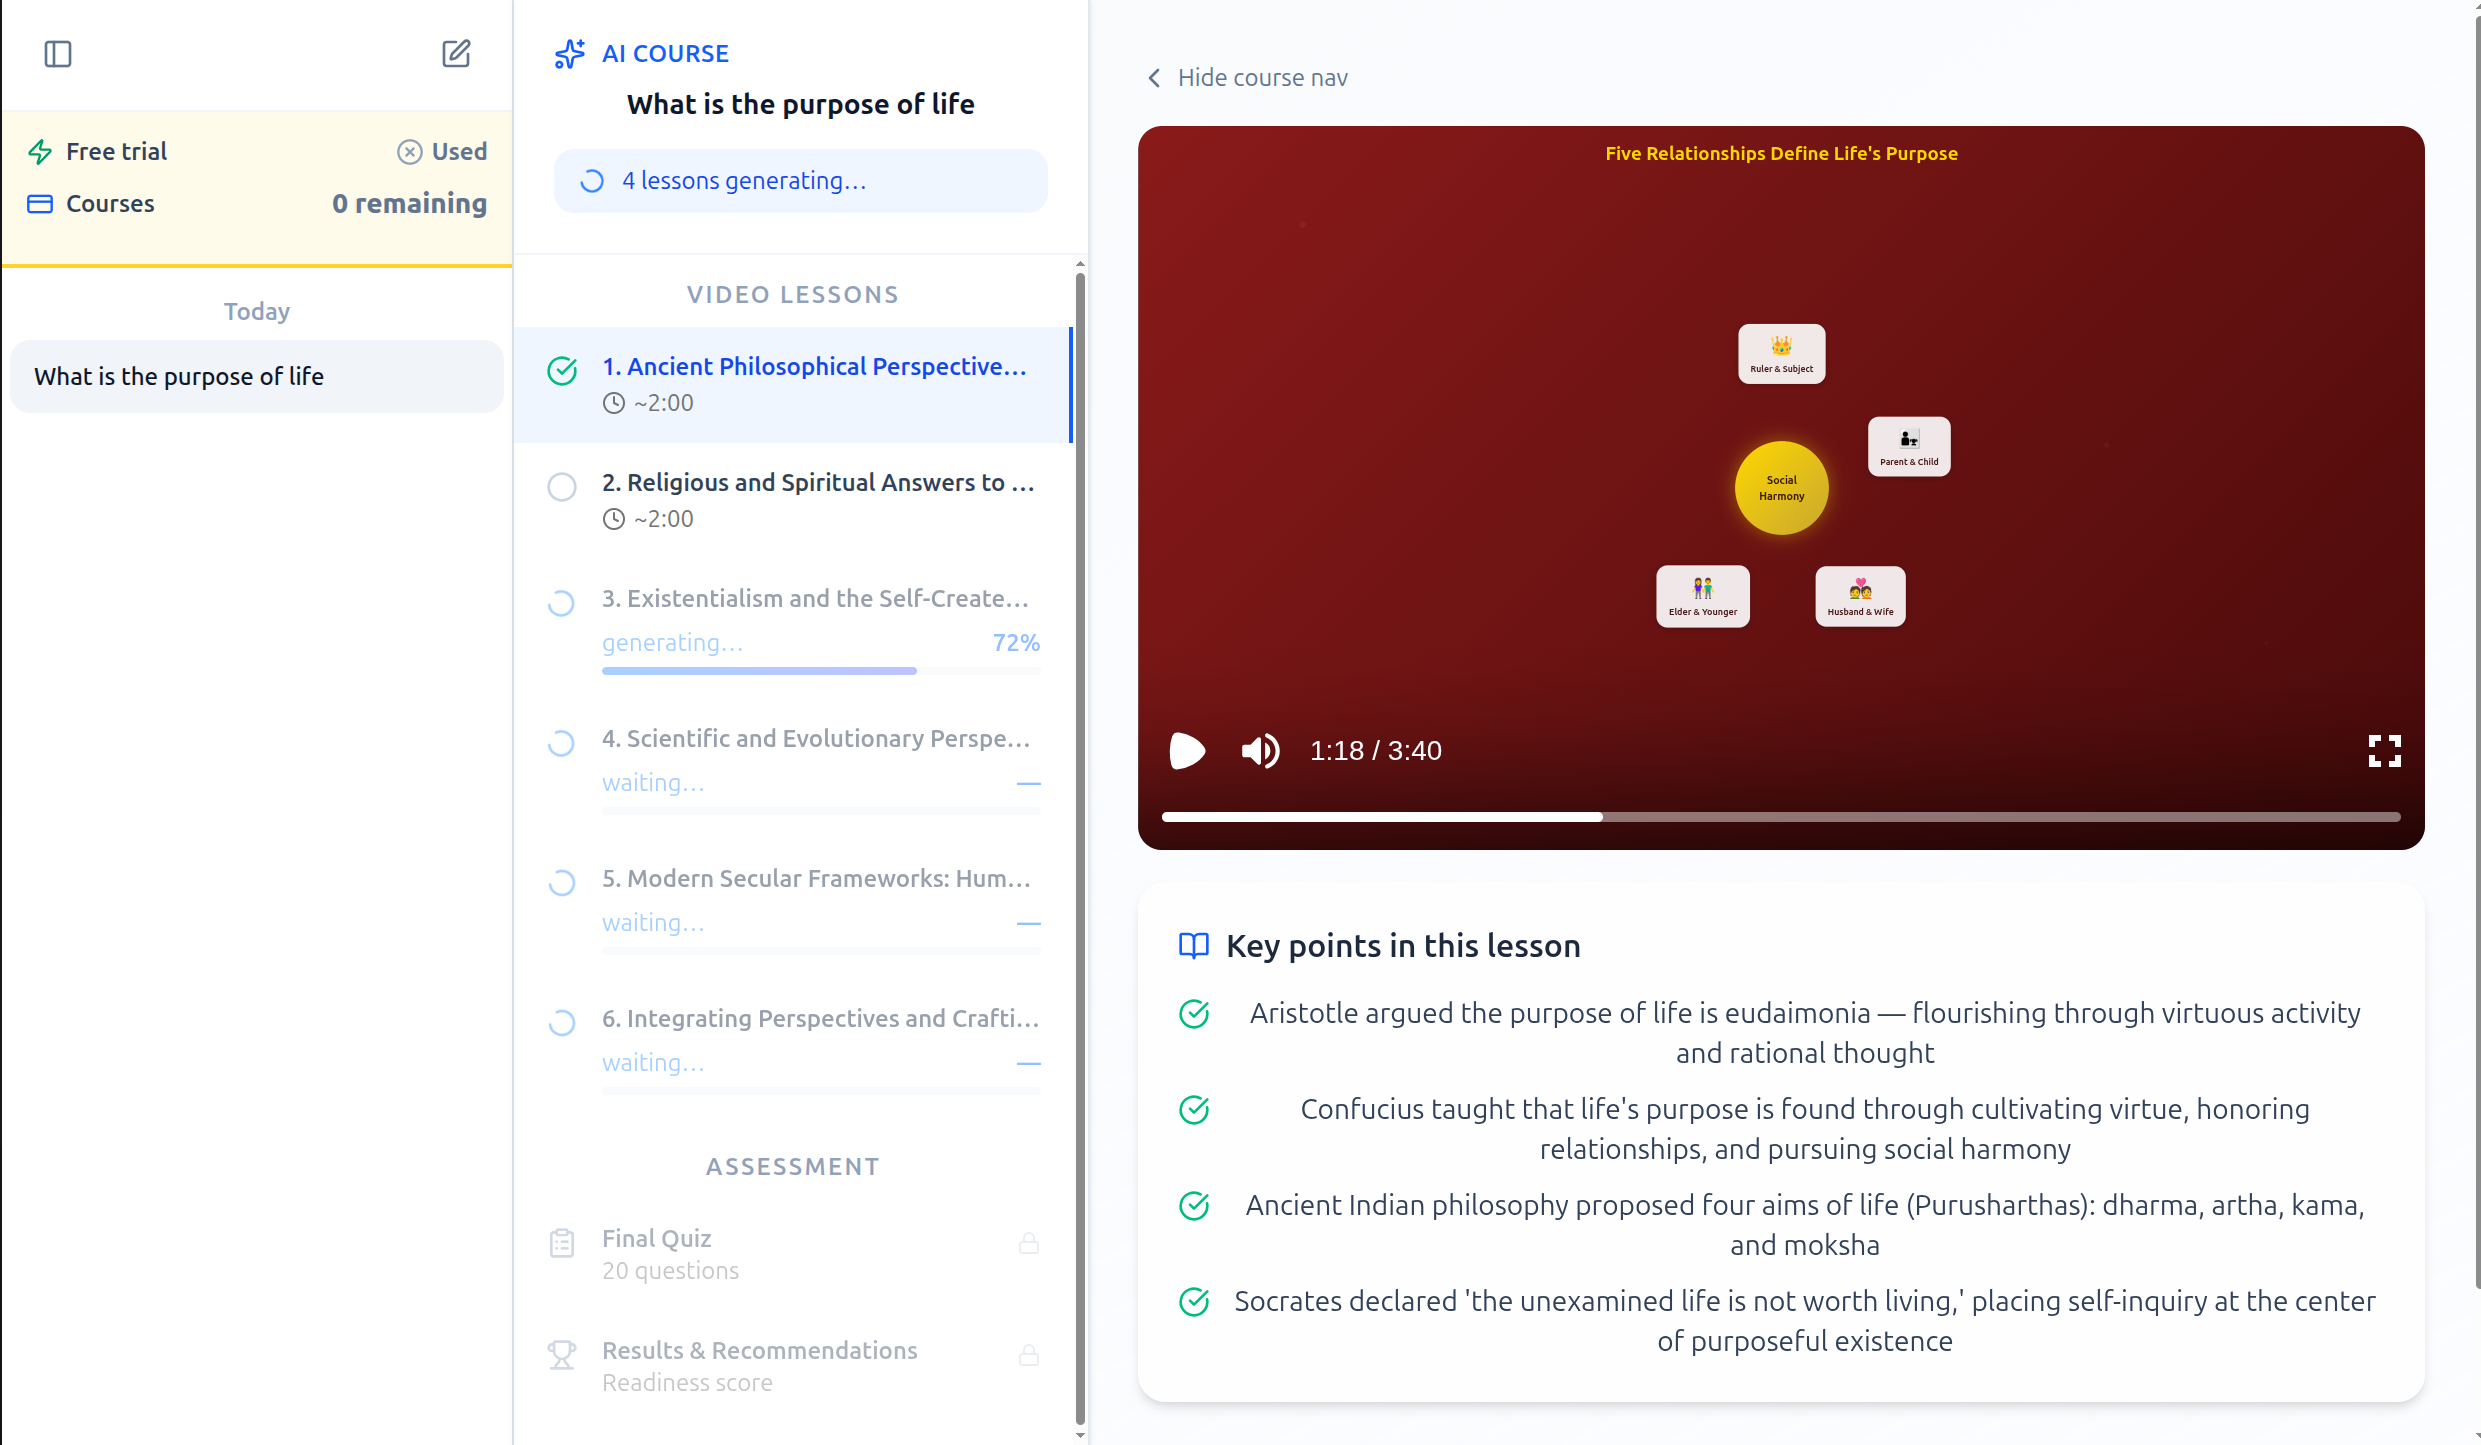 AI COURSE
What is the purpose of life
4 lessons generating...
Free trial
Used
Courses
0 remaining
Today
What is the purpose of life
VIDEO LESSONS
1. Ancient Philosophical Perspective...
~2:00
2. Religious and Spiritual Answers to ...
~2:00
3. Existentialism and the Self-Create...
generating...
72%
4. Scientific and Evolutionary Perspe...
waiting...
—
5. Modern Secular Frameworks: Hum...
waiting...
—
6. Integrating Perspectives and Crafti...
waiting...
—
ASSESSMENT
Final Quiz
20 questions
Results & Recommendations
Readiness score
Hide course nav
Five Relationships Define Life's Purpose
Ruler & Subject
Parent & Child
Social
Harmony
Elder & Younger
Husband & Wife
1:18 / 3:40
Key points in this lesson
Aristotle argued the purpose of life is eudaimonia — flourishing through virtuous activity
and rational thought
Confucius taught that life's purpose is found through cultivating virtue, honoring
relationships, and pursuing social harmony
Ancient Indian philosophy proposed four aims of life (Purusharthas): dharma, artha, kama,
and moksha
Socrates declared 'the unexamined life is not worth living,' placing self-inquiry at the center
of purposeful existence